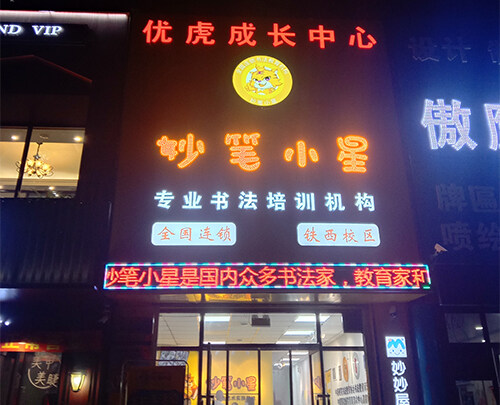 ND VIP
优虎成长中心
设计
傲
妙笔小星
专业书法培训机构
全国连锁
铁西校区
牌匾
喷绘
妙笔小星是国内众多书法家，教育家和
妙笔小星
妙妙屋
美睫